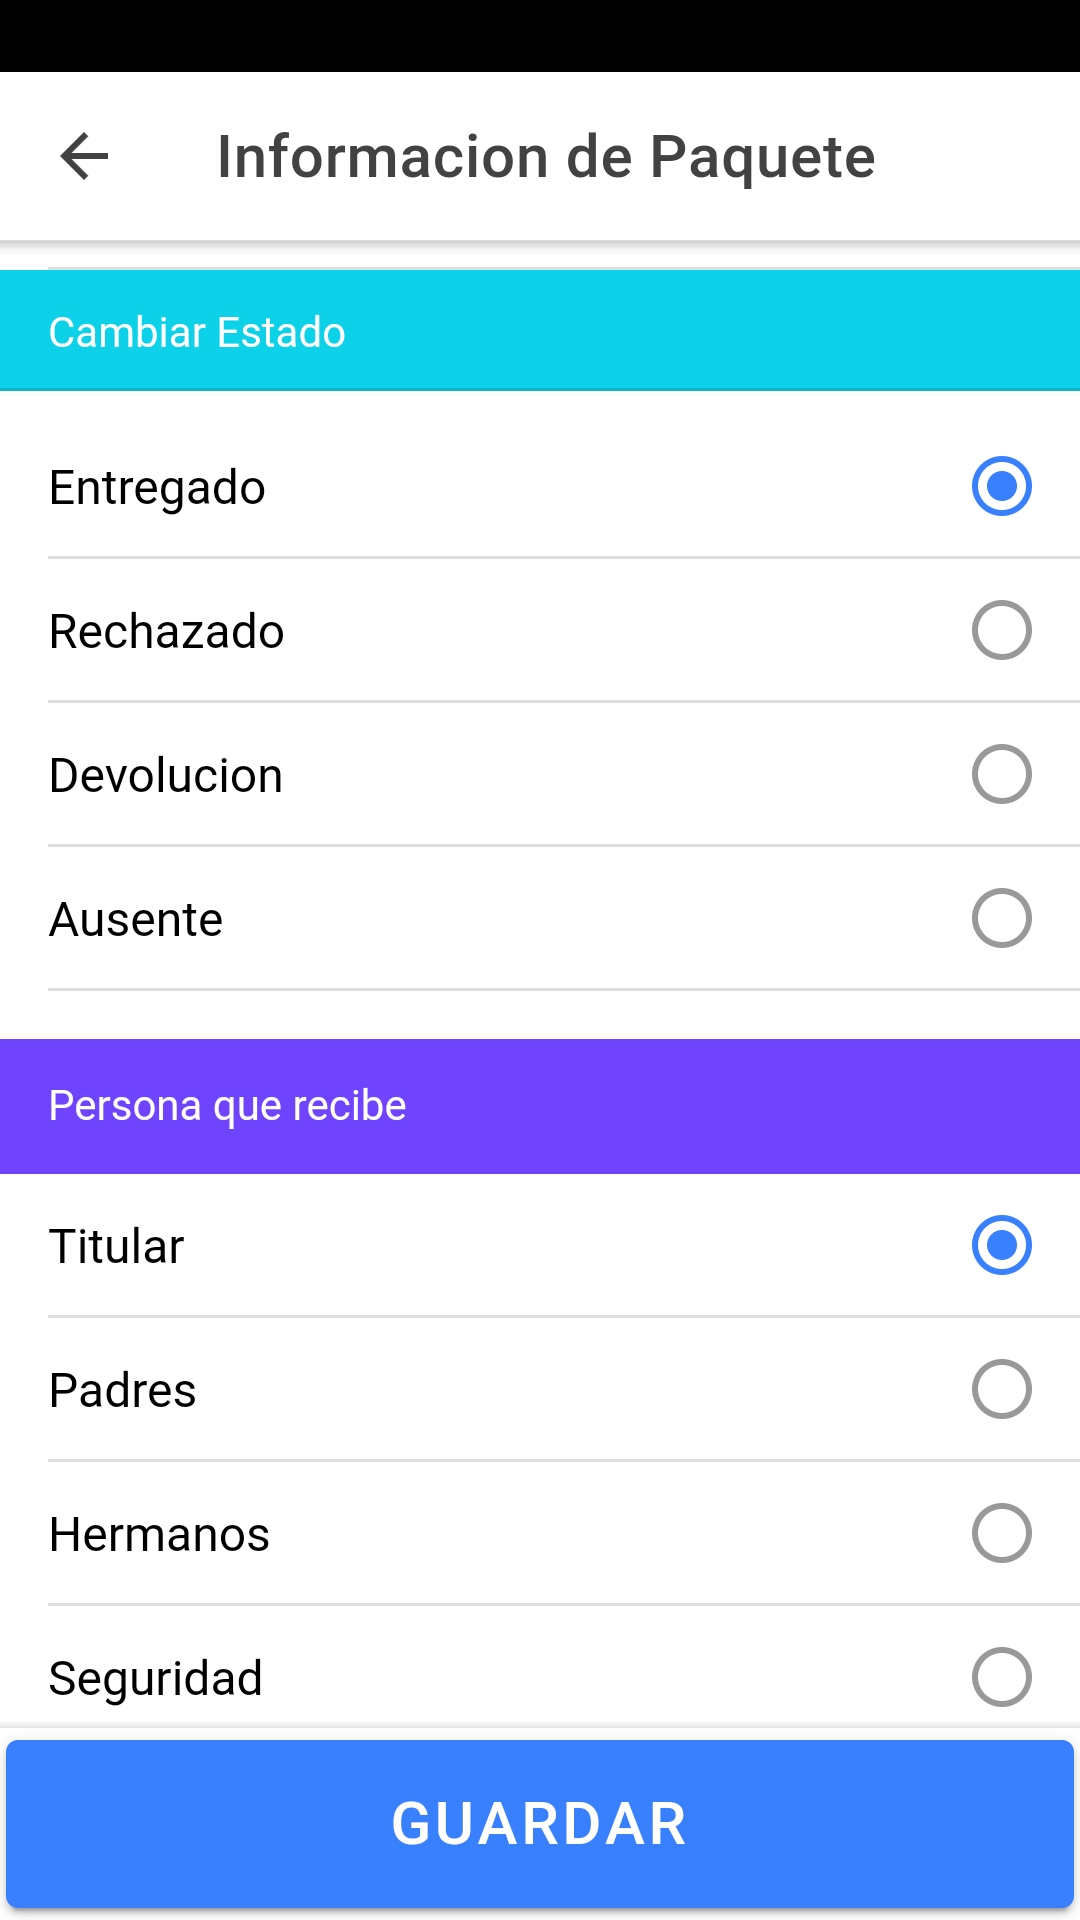 Informacion de Paquete
Cambiar Estado
Entregado
Rechazado
Devolucion
Ausente
Persona que recibe
Titular
Padres
Hermanos
Seguridad
GUARDAR